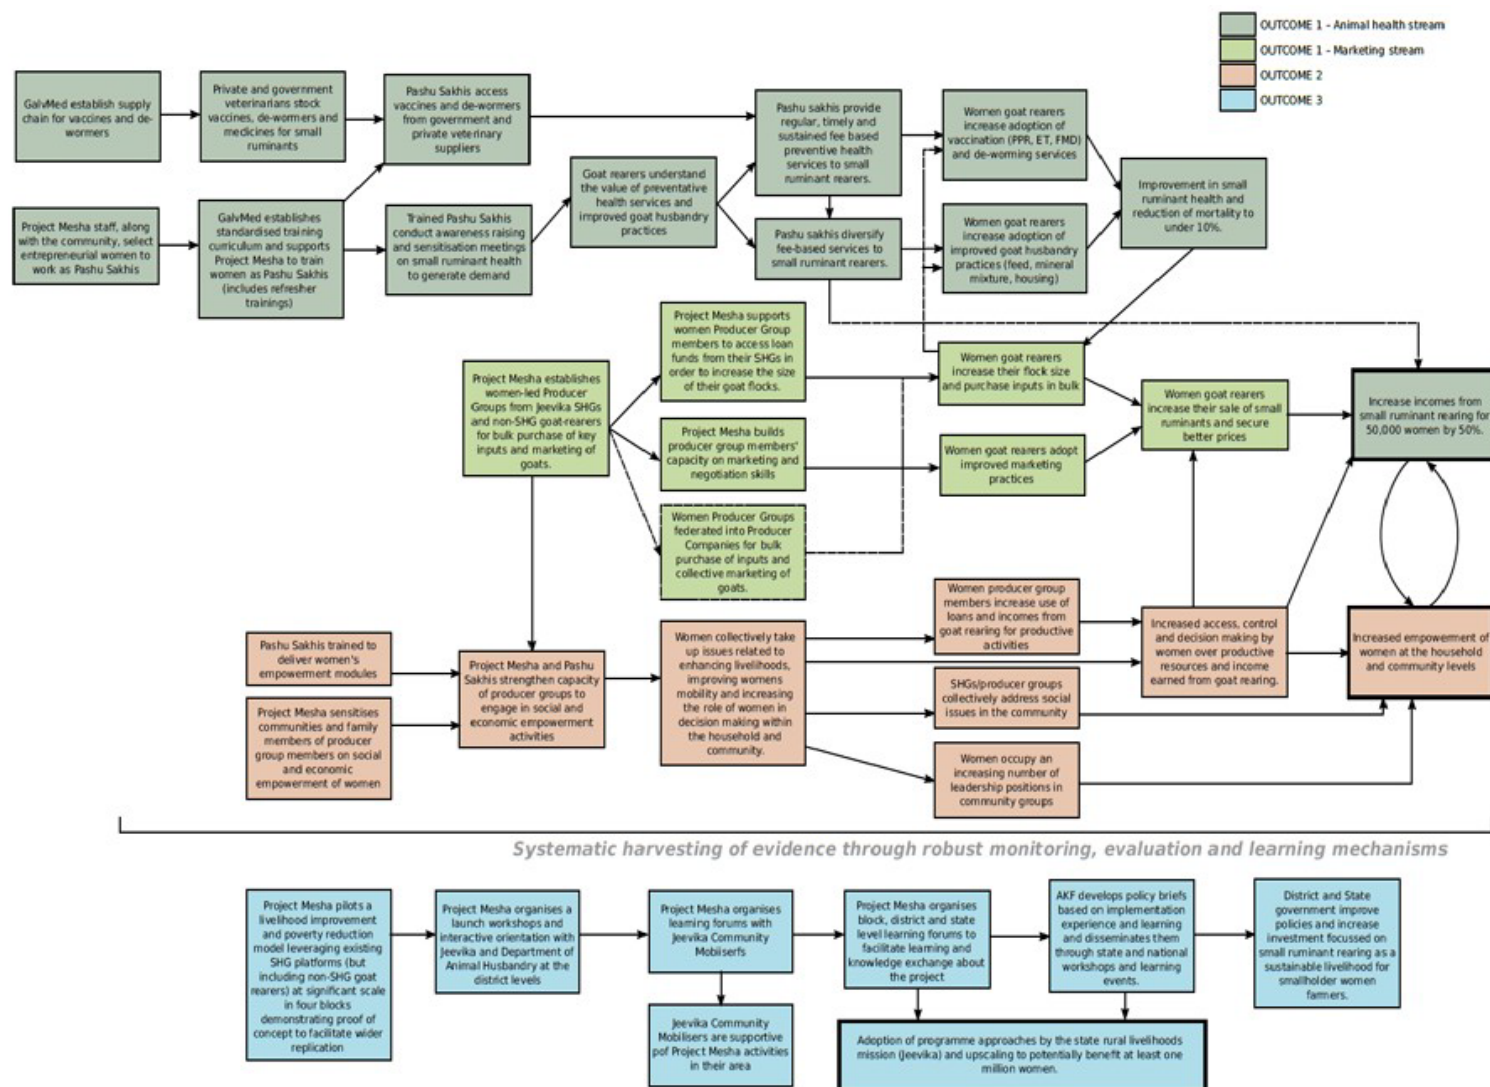 OUTCOME 1 - Animal health stream
OUTCOME 1 - Marketing stream
OUTCOME 2
OUTCOME 3
GalvMed establish supply
chain for vaccines and de-
wormers
Private and government
veterinarians stock
vaccines, de-wormers and
medicines for small
ruminants
Pashu Sakhis access
vaccines and de-wormers
from government and
private veterinary
suppliers
Pashu sakhis provide
regular, timely and
sustained fee based
preventive health
services to small
ruminant rearers.
Women goat rearers
increase adoption of
vaccination (PPR, ET, FMD)
and de-worming services
Project Mesha staff, along
with the community, select
entrepreneurial women to
work as Pashu Sakhis
GalvMed establishes
standardised training
curriculum and supports
Project Mesha to train
women as Pashu Sakhis
(includes refresher
trainings)
Trained Pashu Sakhis
conduct awareness raising
and sensitisation meetings
on small ruminant health
to generate demand
Goat rearers understand
the value of preventative
health services and
improved goat husbandry
practices
Pashu sakhis diversify
fee-based services to
small ruminant rearers.
Women goat rearers
increase adoption of
improved goat husbandry
practices (feed, mineral
mixture, housing)
Improvement in small
ruminant health and
reduction of mortality to
under 10%.
Project Mesha establishes
women-led Producer
Groups from Jeevika SHGs
and non-SHG goat-rearers
for bulk purchase of key
inputs and marketing of
goats.
Project Mesha supports
women Producer Group
members to access loan
funds from their SHGs in
order to increase the size
of their goat flocks.
Project Mesha builds
producer group members'
capacity on marketing and
negotiation skills
Women Producer Groups
federated into Producer
Companies for bulk
purchase of inputs and
collective marketing of
goats.
Women goat rearers
increase their flock size
and purchase inputs in bulk
Women goat rearers adopt
improved marketing
practices
Women goat rearers
increase their sale of small
ruminants and secure
better prices
Increase incomes from
small ruminant rearing for
50,000 women by 50%.
Pashu Sakhis trained to
deliver women's
empowerment modules
Project Mesha sensitises
communities and family
members of producer
group members on social
and economic
empowerment of women
Project Mesha and Pashu
Sakhis strengthen capacity
of producer groups to
engage in social and
economic empowerment
activities
Women collectively take
up issues related to
enhancing livelihoods,
improving womens
mobility and increasing
the role of women in
decision making within
the household and
community.
Women producer group
members increase use of
loans and incomes from
goat rearing for productive
activities
SHGs/producer groups
collectively address social
issues in the community
Women occupy an
increasing number of
leadership positions in
community groups
Increased access, control
and decision making by
women over productive
resources and income
earned from goat rearing.
Increased empowerment of
women at the household
and community levels
Systematic harvesting of evidence through robust monitoring, evaluation and learning mechanisms
Project Mesha pilots a
livelihood improvement
and poverty reduction
model leveraging existing
SHG platforms (but
including non-SHG goat
rearers) at significant scale
in four blocks
demonstrating proof of
concept to facilitate wider
replication
Project Mesha organises a
launch workshops and
interactive orientation with
Jeevika and Department of
Animal Husbandry at the
district levels
Project Mesha organises
learning forums with
Jeevika Community
Mobiiserfs
Jeevika Community
Mobilisers are supportive
pof Project Mesha activities
in their area
Project Mesha organises
block, district and state
level learning forums to
facilitate learning and
knowledge exchange about
the project
AKF develops policy briefs
based on implementation
experience and learning
and disseminates them
through state and national
workshops and learning
events.
District and State
government improve
policies and increase
investment focussed on
small ruminant rearing as a
sustainable livelihood for
smallholder women
farmers.
Adoption of programme approaches by the state rural livelihoods
mission (Jeevika) and upscaling to potentially benefit at least one
million women.